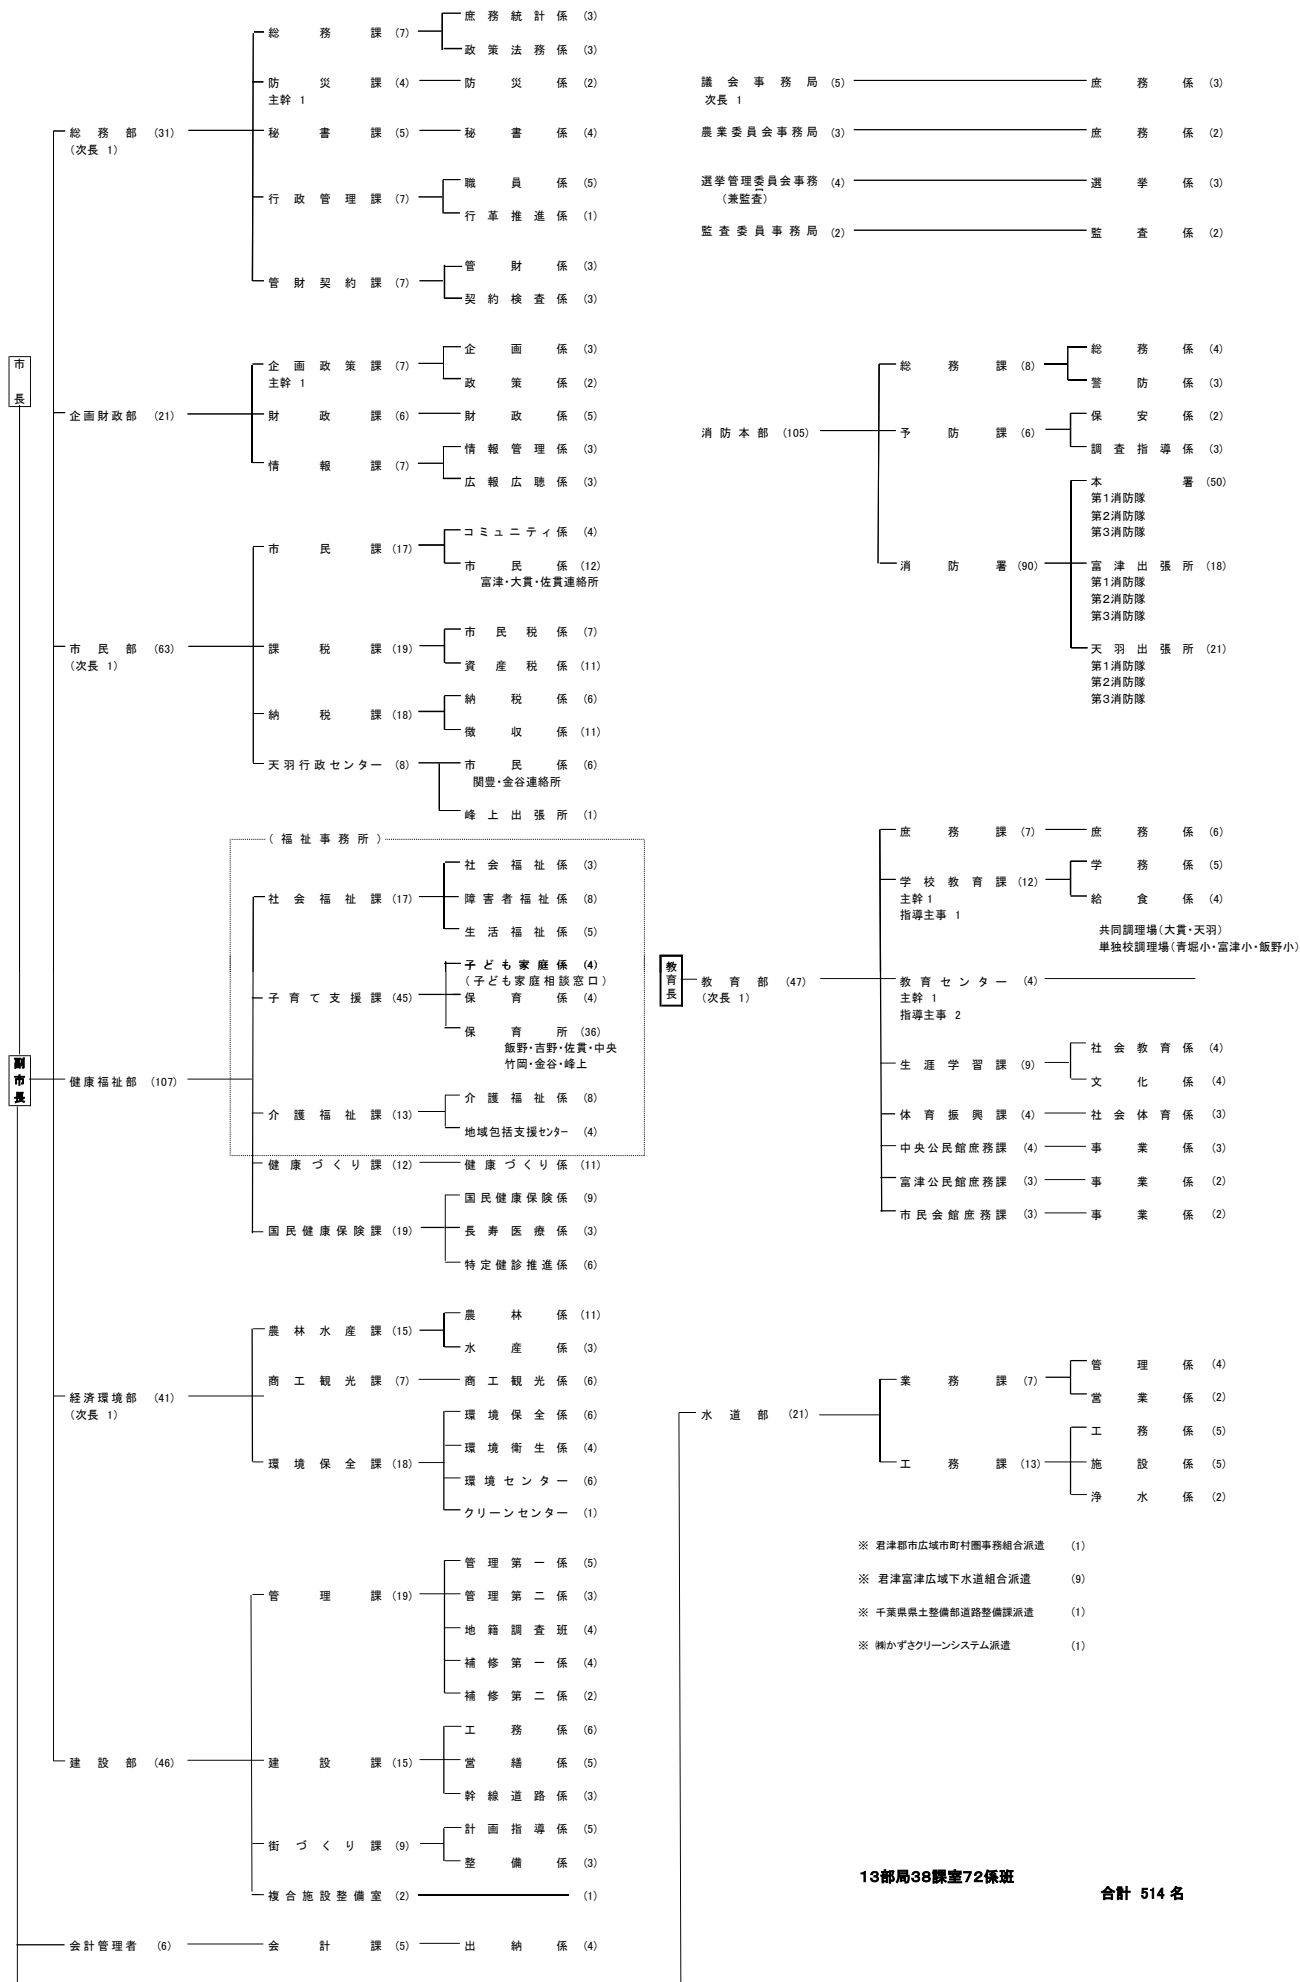 市長
副市長
総務部 (31)
(次長 1)
総務課 (7)
庶務統計係 (3)
政策法務係 (3)
防災課 (4) 防災係 (2)
主幹 1
秘書課 (5) 秘書係 (4)
行政管理課 (7)
職員係 (5)
行革推進係 (1)
管財契約課 (7)
管財係 (3)
契約検査係 (3)
企画財政部 (21)
企画政策課 (7)
主幹 1
企画係 (3)
政策係 (2)
財政課 (6) 財政係 (5)
情報課 (7)
情報管理係 (3)
広報広聴係 (3)
市民部 (63)
(次長 1)
市民課 (17)
コミュニティ係 (4)
市民係 (12)
富津・大貫・佐貫連絡所
課税課 (19)
市民税係 (7)
資産税係 (11)
納税課 (18)
納税係 (6)
徴収係 (11)
天羽行政センター (8)
市民係 (6)
関豊・金谷連絡所
峰上出張所 (1)
健康福祉部 (107)
(福祉事務所)
社会福祉課 (17)
社会福祉係 (3)
障害者福祉係 (8)
生活福祉係 (5)
子育て支援課 (45)
子ども家庭係 (4)
(子ども家庭相談窓口)
保育係 (4)
保育所 (36)
飯野・吉野・佐貫・中央
竹岡・金谷・峰上
介護福祉課 (13)
介護福祉係 (8)
地域包括支援センター (4)
健康づくり課 (12) 健康づくり係 (11)
国民健康保険課 (19)
国民健康保険係 (9)
長寿医療係 (3)
特定健診推進係 (6)
経済環境部 (41)
(次長 1)
農林水産課 (15)
農林係 (11)
水産係 (3)
商工観光課 (7) 商工観光係 (6)
環境保全課 (18)
環境保全係 (6)
環境衛生係 (4)
環境センター (6)
クリーンセンター (1)
建設部 (46)
管理課 (19)
管理第一係 (5)
管理第二係 (3)
地籍調査班 (4)
補修第一係 (4)
補修第二係 (2)
建設課 (15)
工務係 (6)
営繕係 (5)
幹線道路係 (3)
街づくり課 (9)
計画指導係 (5)
整備係 (3)
複合施設整備室 (2) (1)
会計管理者 (6) 会計課 (5) 出納係 (4)
議会事務局 (5) 庶務係 (3)
次長 1
農業委員会事務局 (3) 庶務係 (2)
選挙管理委員会事務 (4) 選挙係 (3)
(兼監査)
監査委員事務局 (2) 監査係 (2)
消防本部 (105)
総務課 (8)
総務係 (4)
警防係 (3)
予防課 (6)
保安係 (2)
調査指導係 (3)
消防署 (90)
本署 (50)
第1消防隊
第2消防隊
第3消防隊
富津出張所 (18)
第1消防隊
第2消防隊
第3消防隊
天羽出張所 (21)
第1消防隊
第2消防隊
第3消防隊
教育長
教育部 (47)
(次長 1)
庶務課 (7) 庶務係 (6)
学校教育課 (12)
主幹 1
指導主事 1
学務係 (5)
給食係 (4)
共同調理場(大貫・天羽)
単独校調理場(青堀小・富津小・飯野小)
教育センター (4)
主幹 1
指導主事 2
生涯学習課 (9)
社会教育係 (4)
文化係 (4)
体育振興課 (4) 社会体育係 (3)
中央公民館庶務課 (4) 事業係 (3)
富津公民館庶務課 (3) 事業係 (2)
市民会館庶務課 (3) 事業係 (2)
水道部 (21)
業務課 (7)
管理係 (4)
営業係 (2)
工務課 (13)
工務係 (5)
施設係 (5)
浄水係 (2)
※ 君津郡市広域市町村圏事務組合派遣 (1)
※ 君津富津広域下水道組合派遣 (9)
※ 千葉県県土整備部道路整備課派遣 (1)
※ ㈱かずさクリーンシステム派遣 (1)
13部局38課室72係班
合計 514 名